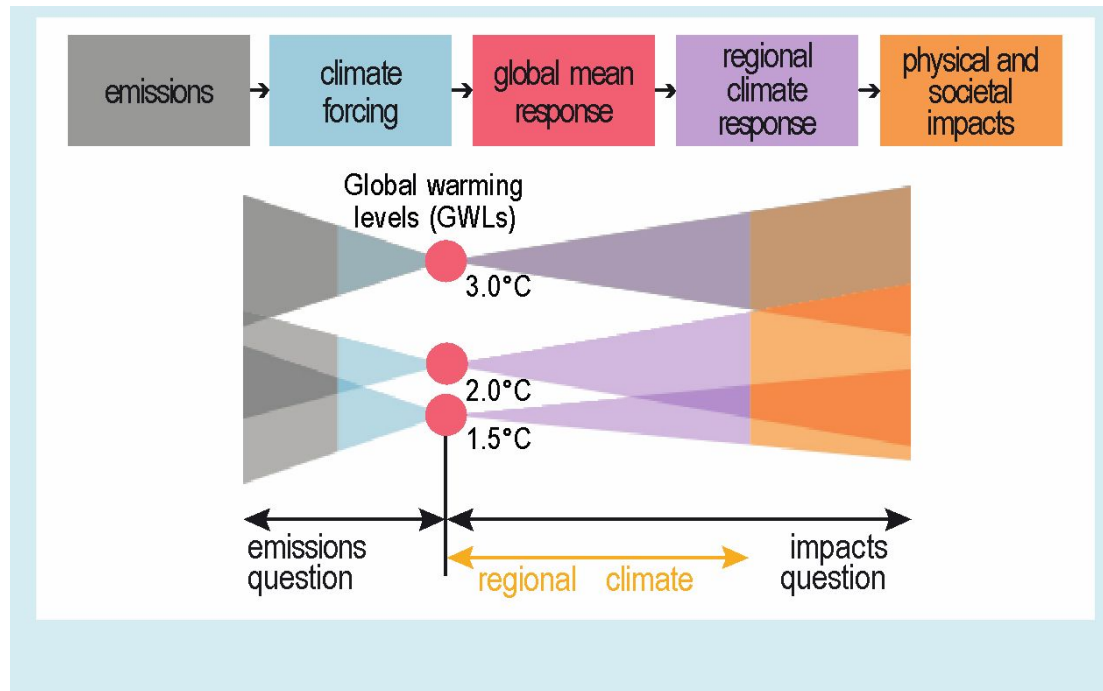 emissions
climate
forcing
global mean
response
regional
climate
response
physical and
societal
impacts
Global warming
levels (GWLs)
3.0°C
2.0°C
1.5°C
emissions
question
regional climate
impacts
question